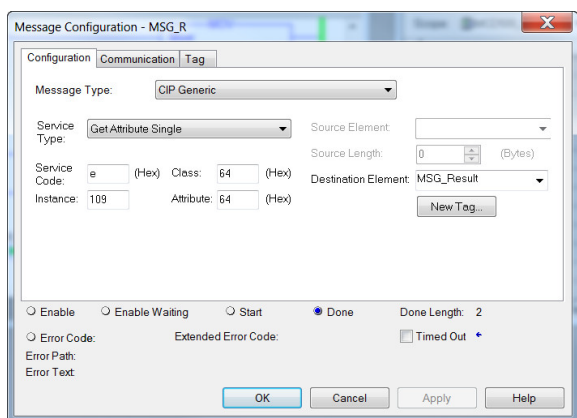 Message Configuration - MSG_R
Configuration Communication Tag
Message Type: CIP Generic
Service Type: Get Attribute Single Source Element:
Source Length: 0 (Bytes)
Service Code: e (Hex) Class: 64 (Hex) Destination Element: MSG_Result
Instance: 109 Attribute: 64 (Hex) New Tag...
Enable Enable Waiting Start Done Done Length: 2
Error Code: Extended Error Code: Timed Out
Error Path:
Error Text:
OK Cancel Apply Help